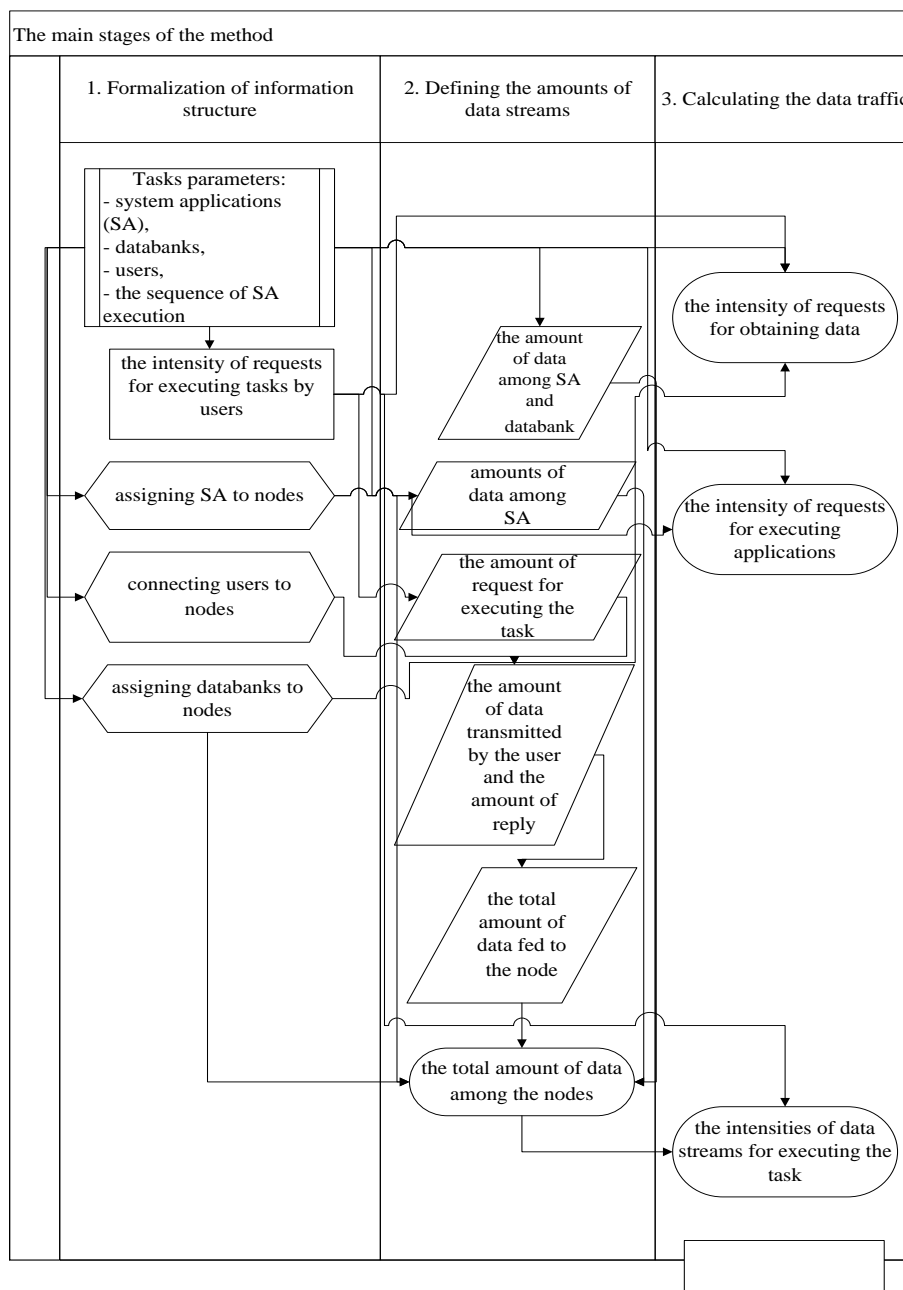 The main stages of the method
1. Formalization of information
structure
2. Defining the amounts of
data streams
3. Calculating the data traffic
Tasks parameters:
- system applications
(SA),
- databanks,
- users,
- the sequence of SA
execution
the intensity of requests
for executing tasks by
users
assigning SA to nodes
connecting users to
nodes
assigning databanks to
nodes
the amount
of data
among SA
and
databank
amounts of
data among
SA
the amount of
request for
executing the
task
the amount
of data
transmitted
by the user
and the
amount of
reply
the total
amount of
data fed to
the node
the total amount of data
among the nodes
the intensity of requests
for obtaining data
the intensity of requests
for executing
applications
the intensities of data
streams for executing the
task